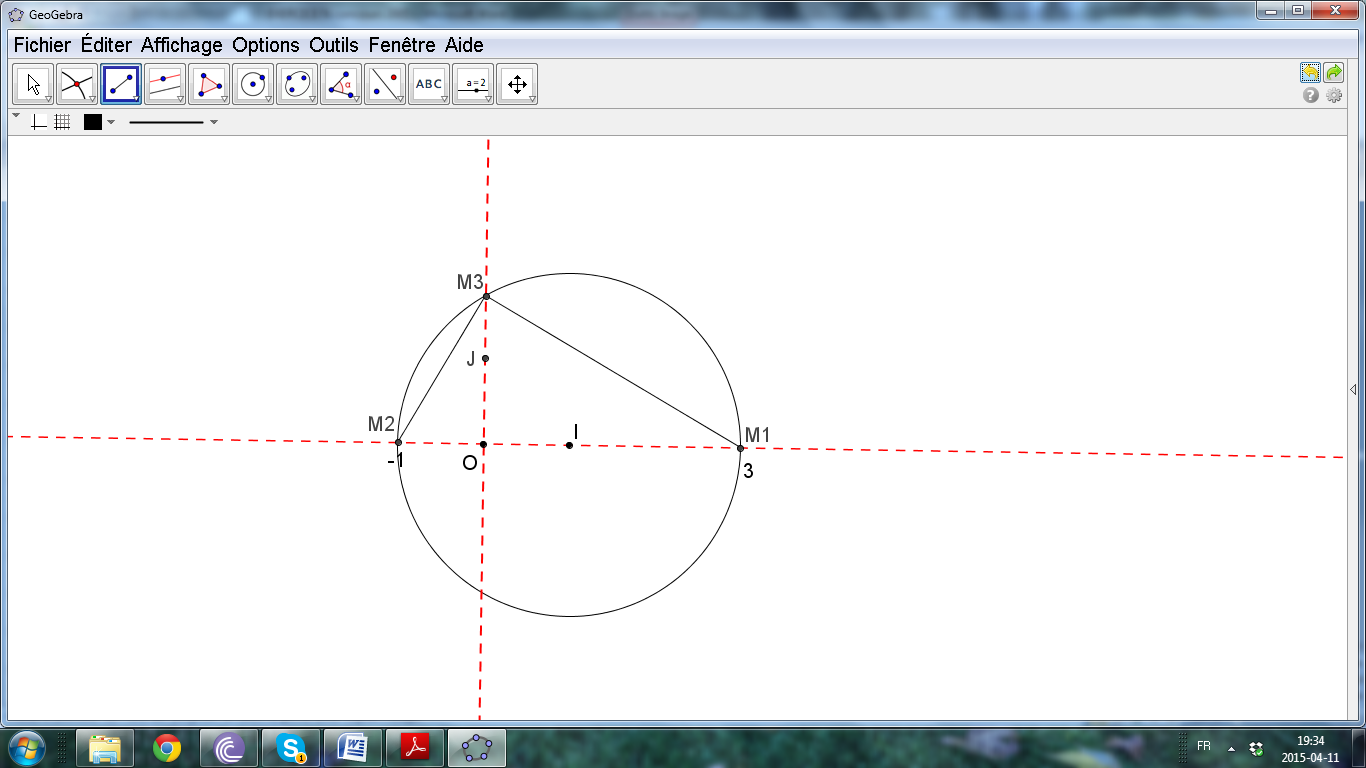 GeoGebra
Fichier Éditer Affichage Options Outils Fenêtre Aide
α ABC a=2
?
M3
J
M2
I
M1
-1
O
3
S 1 W
FR
19:34
2015-04-11